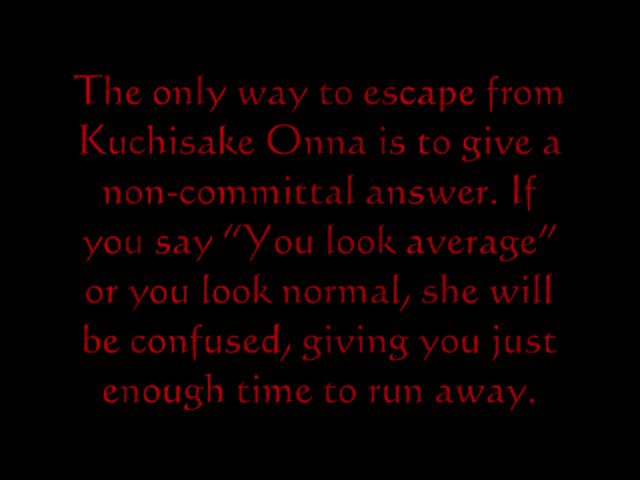 The only way to escape from
Kuchisake Onna is to give a
non-committal answer. If
you say “You look average”
or you look normal, she will
be confused, giving you just
enough time to run away.